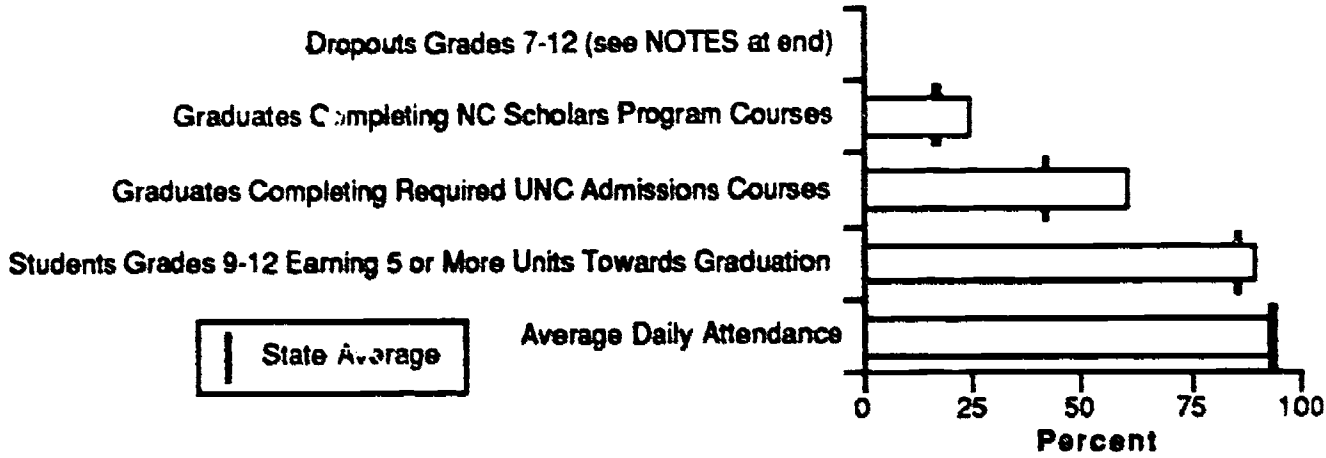 Dropouts Grades 7-12 (see NOTES at end)
Graduates Completing NC Scholars Program Courses
Graduates Completing Required UNC Admissions Courses
Students Grades 9-12 Earning 5 or More Units Towards Graduation
Average Daily Attendance
State Average
0 25 50 75 100
Percent